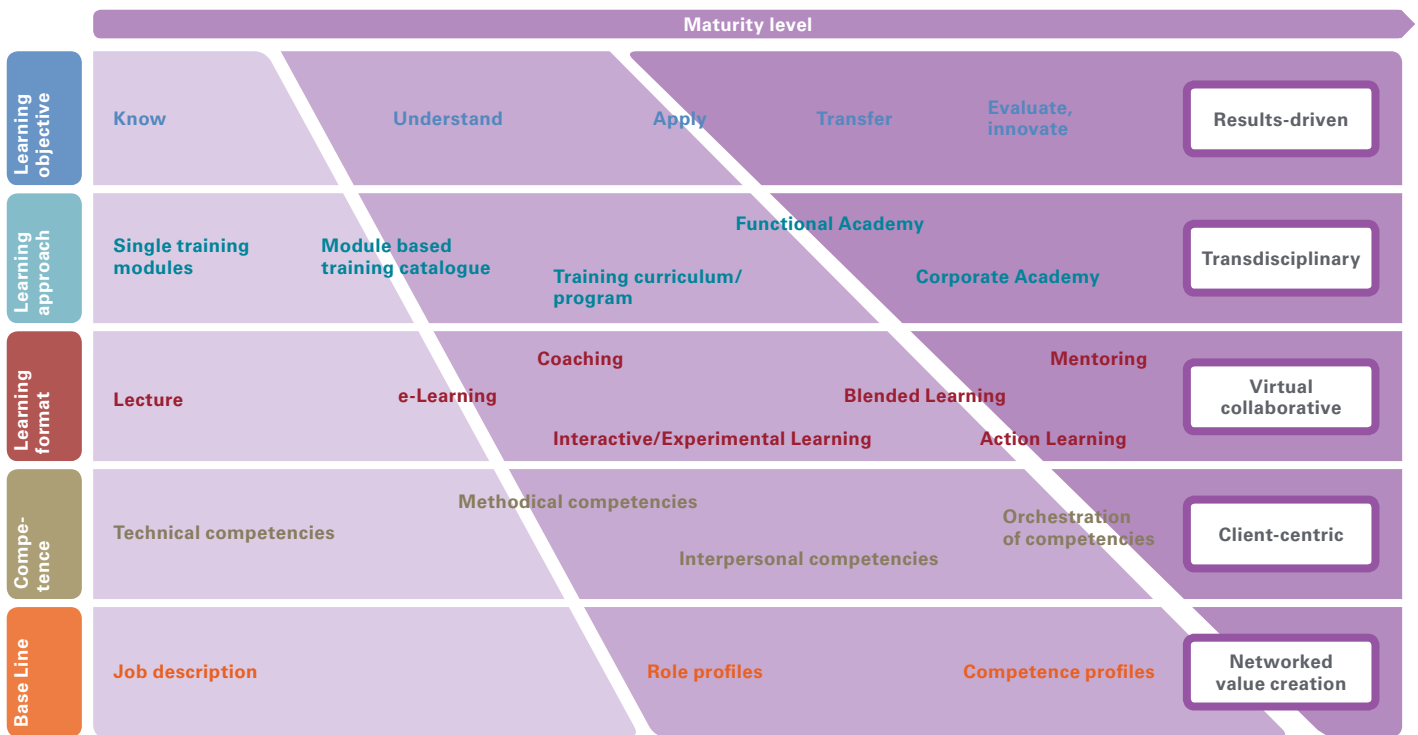 Maturity level
Learning
objective
Know
Understand
Apply
Transfer
Evaluate,
innovate
Results-driven
Learning
approach
Single training
modules
Module based
training catalogue
Training curriculum/
program
Functional Academy
Corporate Academy
Transdisciplinary
Learning
format
Lecture
e-Learning
Coaching
Interactive/Experimental Learning
Blended Learning
Mentoring
Action Learning
Virtual
collaborative
Compe-
tence
Technical competencies
Methodical competencies
Interpersonal competencies
Orchestration
of competencies
Client-centric
Base Line
Job description
Role profiles
Competence profiles
Networked
value creation